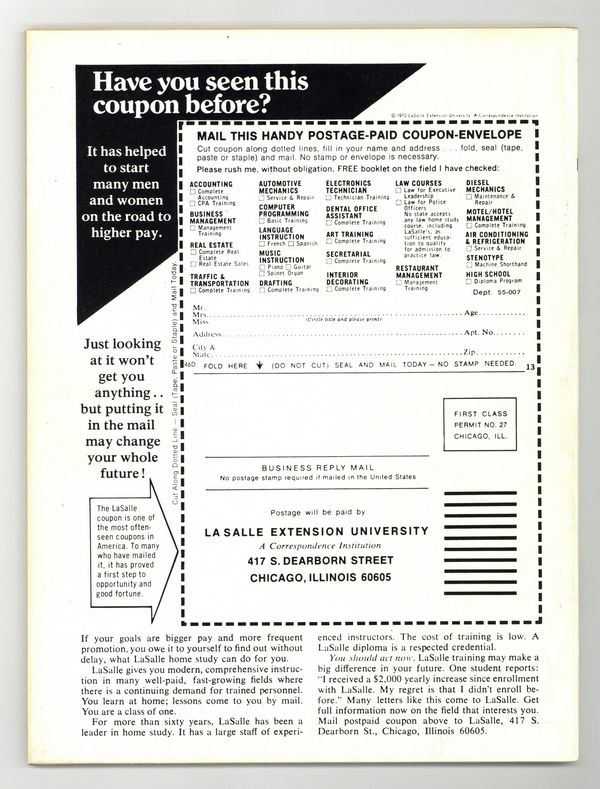 Have you seen this
coupon before?
It has helped
to start
many men
and women
on the road to
higher pay.
Just looking
at it won't
get you
anything . .
but putting it
in the mail
may change
your whole
future!
The LaSalle
coupon is one of
the most often-
seen coupons in
America. To many
who have mailed
it, it has proved
a first step to
opportunity and
good fortune.
© 1972 LaSalle Extension University. A Correspondence Institution
MAIL THIS HANDY POSTAGE-PAID COUPON-ENVELOPE
Cut coupon along dotted lines, fill in your name and address . . . fold, seal (tape,
paste or staple) and mail. No stamp or envelope is necessary.
Please rush me, without obligation, FREE booklet on the field I have checked:
ACCOUNTING
□ Complete
Accounting
□ CPA Training
BUSINESS
MANAGEMENT
□ Management
Training
REAL ESTATE
□ Complete Real
Estate
□ Real Estate Sales
TRAFFIC &
TRANSPORTATION
□ Complete Training
AUTOMOTIVE
MECHANICS
□ Service & Repair
COMPUTER
PROGRAMMING
□ Basic Training
LANGUAGE
INSTRUCTION
□ French □ Spanish
MUSIC
INSTRUCTION
□ Piano □ Guitar
□ Spinet Organ
DRAFTING
□ Complete Training
ELECTRONICS
TECHNICIAN
□ Technician Training
DENTAL OFFICE
ASSISTANT
□ Complete Training
ART TRAINING
□ Complete Training
SECRETARIAL
□ Complete Training
INTERIOR
DECORATING
□ Complete Training
LAW COURSES
□ Law for Executive
Leadership
□ Law for Police
Officers
No state accepts
any law home study
course, including
LaSalle's, as
sufficient educa-
tion to qualify
for admission to
practice law.
RESTAURANT
MANAGEMENT
□ Management
Training
DIESEL
MECHANICS
□ Maintenance &
Repair
MOTEL/HOTEL
MANAGEMENT
□ Complete Training
AIR CONDITIONING
& REFRIGERATION
□ Service & Repair
STENOTYPE
□ Machine Shorthand
HIGH SCHOOL
□ Diploma Program
Dept. 55-007
Mr.
Mrs. Age
Miss (Circle title and please print)
Address Apt. No.
City &
State Zip
46D FOLD HERE (DO NOT CUT) SEAL AND MAIL TODAY — NO STAMP NEEDED. 13
Cut Along Dotted Line — Seal (Tape, Paste or Staple) and Mail Today
FIRST CLASS
PERMIT NO. 27
CHICAGO, ILL.
BUSINESS REPLY MAIL
No postage stamp required if mailed in the United States
Postage will be paid by
LA SALLE EXTENSION UNIVERSITY
A Correspondence Institution
417 S. DEARBORN STREET
CHICAGO, ILLINOIS 60605
If your goals are bigger pay and more frequent
promotion, you owe it to yourself to find out without
delay, what LaSalle home study can do for you.
LaSalle gives you modern, comprehensive instruc-
tion in many well-paid, fast-growing fields where
there is a continuing demand for trained personnel.
You learn at home; lessons come to you by mail.
You are a class of one.
For more than sixty years, LaSalle has been a
leader in home study. It has a large staff of experi-
enced instructors. The cost of training is low. A
LaSalle diploma is a respected credential.
You should act now. LaSalle training may make a
big difference in your future. One student reports:
"I received a $2,000 yearly increase since enrollment
with LaSalle. My regret is that I didn't enroll be-
fore." Many letters like this come to LaSalle. Get
full information now on the field that interests you.
Mail postpaid coupon above to LaSalle, 417 S.
Dearborn St., Chicago, Illinois 60605.